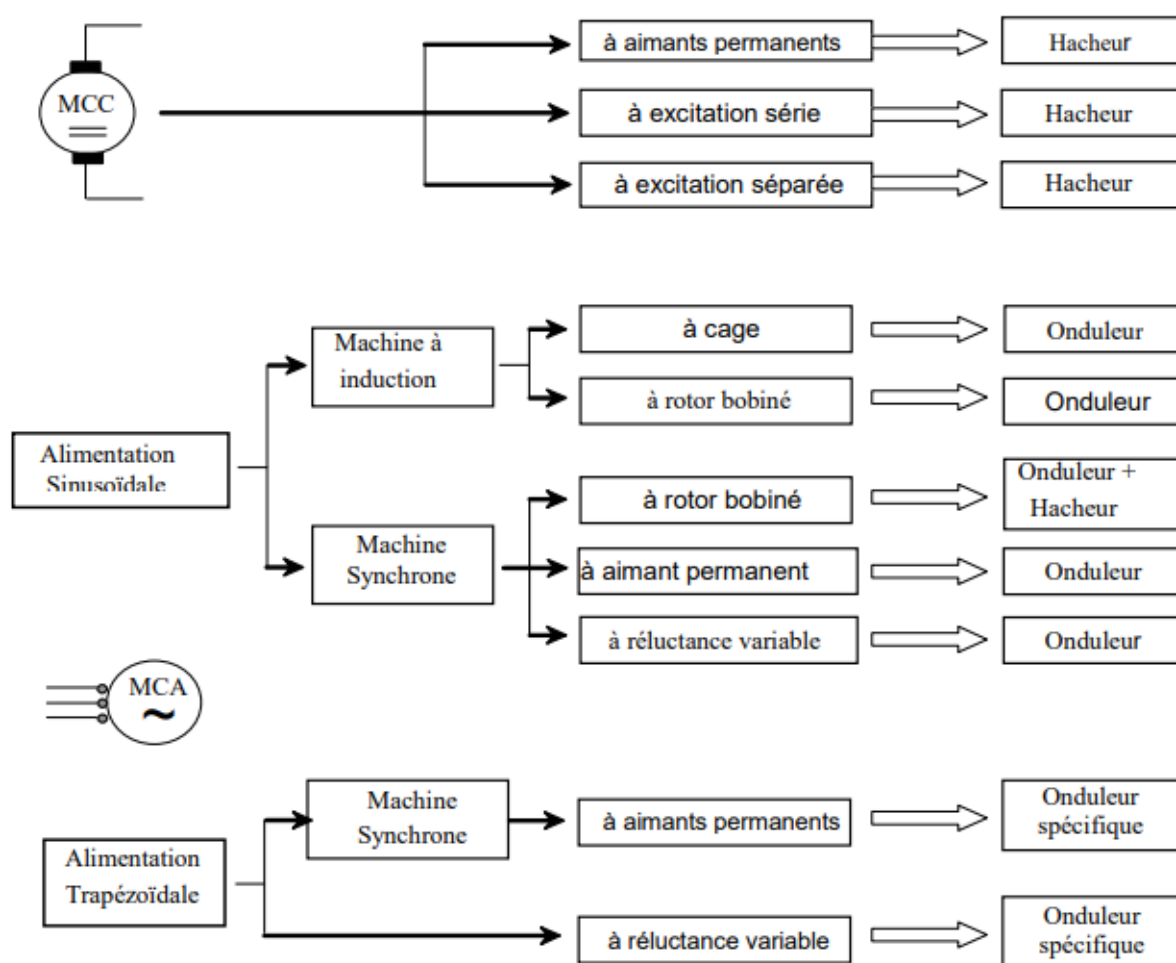 MCC
à aimants permanents
Hacheur
à excitation série
Hacheur
à excitation séparée
Hacheur
Alimentation
Sinusoïdale
Machine à
induction
à cage
Onduleur
à rotor bobiné
Onduleur
Machine
Synchrone
à rotor bobiné
Onduleur +
Hacheur
à aimant permanent
Onduleur
à réluctance variable
Onduleur
MCA
~
Alimentation
Trapézoïdale
Machine
Synchrone
à aimants permanents
Onduleur
spécifique
à réluctance variable
Onduleur
spécifique